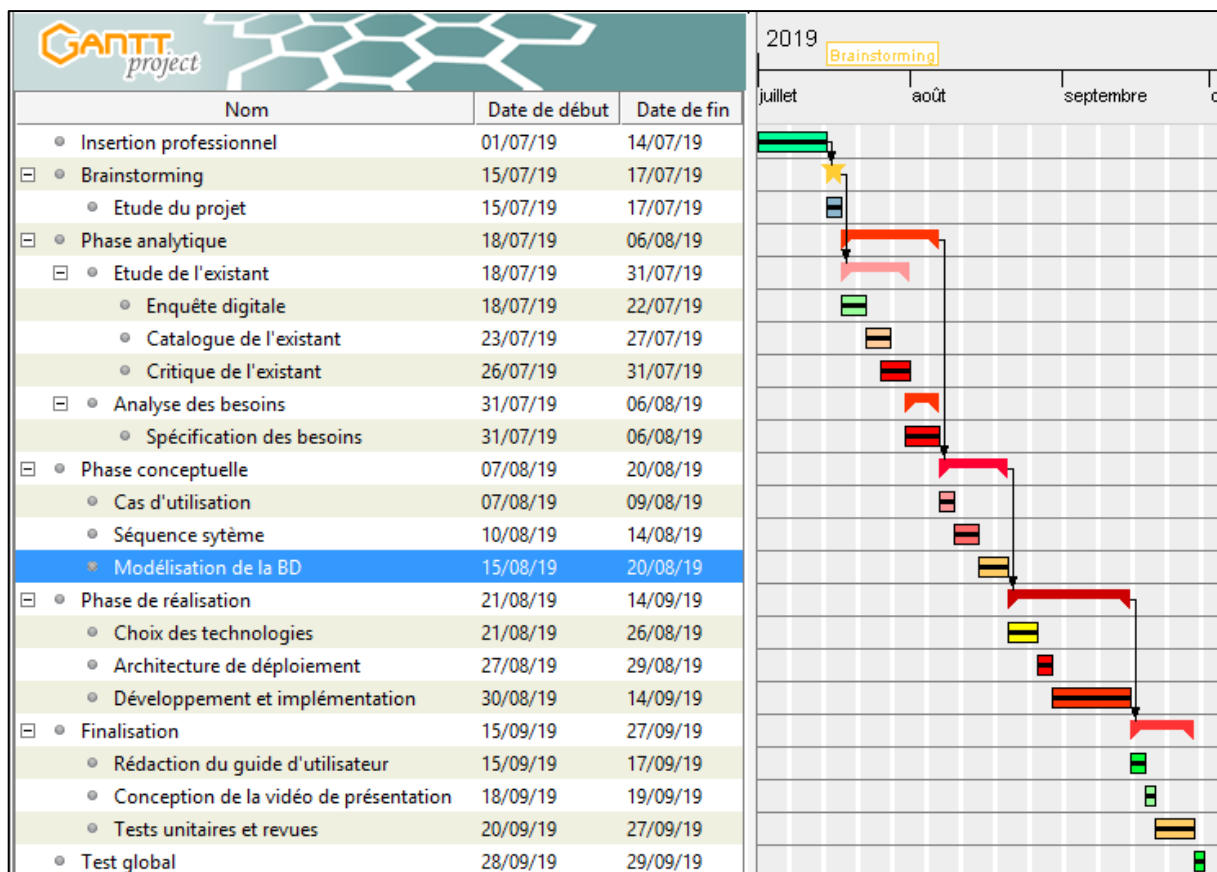 GANTT
project
2019
Brainstorming
juillet août septembre
Nom Date de début Date de fin
Insertion professionnel 01/07/19 14/07/19
Brainstorming 15/07/19 17/07/19
Etude du projet 15/07/19 17/07/19
Phase analytique 18/07/19 06/08/19
Etude de l'existant 18/07/19 31/07/19
Enquête digitale 18/07/19 22/07/19
Catalogue de l'existant 23/07/19 27/07/19
Critique de l'existant 26/07/19 31/07/19
Analyse des besoins 31/07/19 06/08/19
Spécification des besoins 31/07/19 06/08/19
Phase conceptuelle 07/08/19 20/08/19
Cas d'utilisation 07/08/19 09/08/19
Séquence sytème 10/08/19 14/08/19
Modélisation de la BD 15/08/19 20/08/19
Phase de réalisation 21/08/19 14/09/19
Choix des technologies 21/08/19 26/08/19
Architecture de déploiement 27/08/19 29/08/19
Développement et implémentation 30/08/19 14/09/19
Finalisation 15/09/19 27/09/19
Rédaction du guide d'utilisateur 15/09/19 17/09/19
Conception de la vidéo de présentation 18/09/19 19/09/19
Tests unitaires et revues 20/09/19 27/09/19
Test global 28/09/19 29/09/19